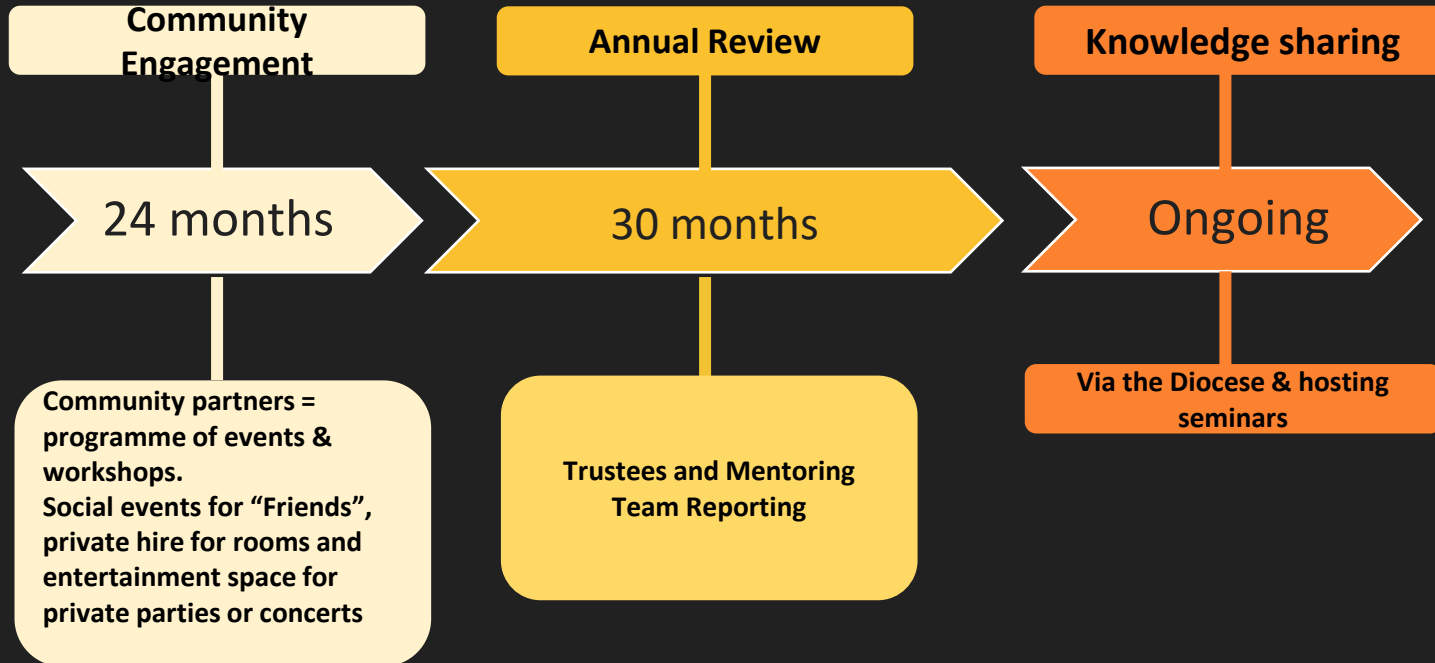 Community
Engagement
Annual Review
Knowledge sharing
24 months
30 months
Ongoing
Community partners =
programme of events &
workshops.
Social events for “Friends”,
private hire for rooms and
entertainment space for
private parties or concerts
Trustees and Mentoring
Team Reporting
Via the Diocese & hosting
seminars